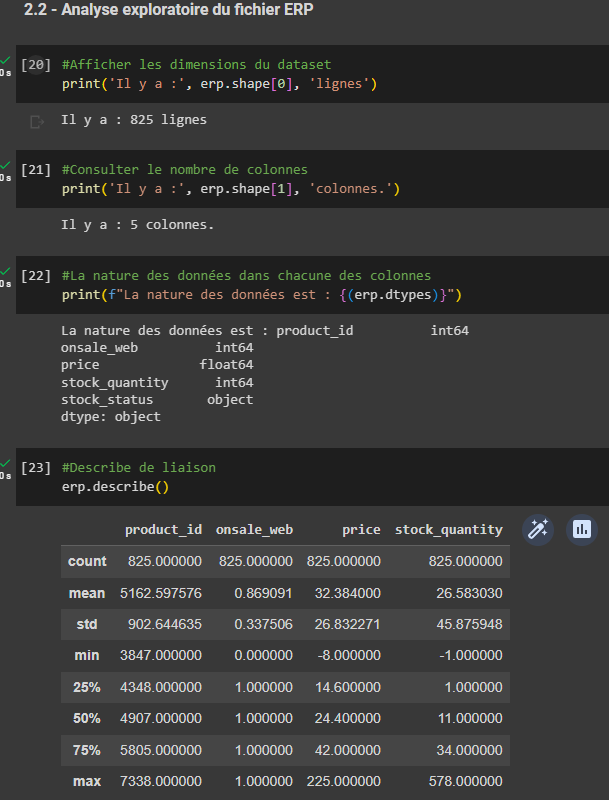 2.2 - Analyse exploratoire du fichier ERP
[20] #Afficher les dimensions du dataset
0s print('Il y a :', erp.shape[0], 'lignes')
Il y a : 825 lignes
[21] #Consulter le nombre de colonnes
0s print('Il y a :', erp.shape[1], 'colonnes.')
Il y a : 5 colonnes.
[22] #La nature des données dans chacune des colonnes
0s print(f"La nature des données est : {(erp.dtypes)}")
La nature des données est : product_id int64
onsale_web int64
price float64
stock_quantity int64
stock_status object
dtype: object
[23] #Describe de liaison
0s erp.describe()
product_id onsale_web price stock_quantity
count 825.000000 825.000000 825.000000 825.000000
mean 5162.597576 0.869091 32.384000 26.583030
std 902.644635 0.337506 26.832271 45.875948
min 3847.000000 0.000000 -8.000000 -1.000000
25% 4348.000000 1.000000 14.600000 1.000000
50% 4907.000000 1.000000 24.400000 11.000000
75% 5805.000000 1.000000 42.000000 34.000000
max 7338.000000 1.000000 225.000000 578.000000